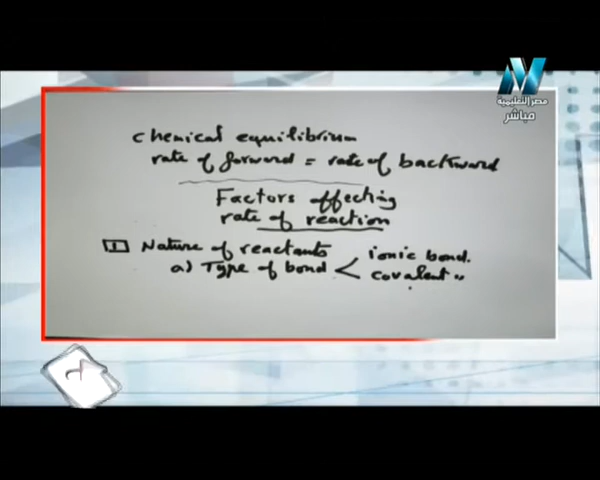 مصر التعليمية
مباشر
chemical equilibrium
rate of forward = rate of backward
Factors effecting
rate of reaction
1 Nature of reactants
a) Type of bond < ionic bond.
covalent "